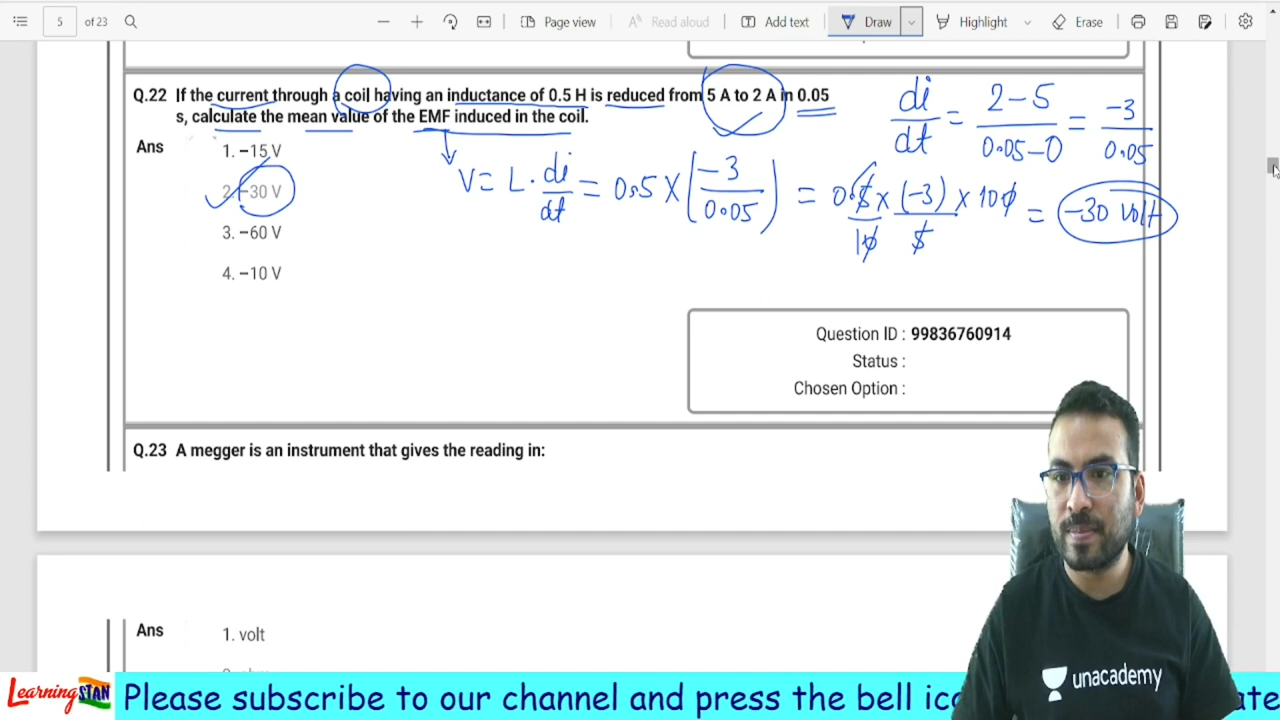 5 of 23
Page view
Read aloud
Add text
Draw
Highlight
Erase
Q.22 If the current through a coil having an inductance of 0.5 H is reduced from 5 A to 2 A in 0.05
s, calculate the mean value of the EMF induced in the coil.
di/dt = 2-5/0.05-0 = -3/0.05
Ans
1. −15 V
2. −30 V
3. −60 V
4. −10 V
V = L . di/dt = 0.5 × (-3/0.05) = 0.5/10 × (-3)/5 × 100 = -30 volt
Question ID : 99836760914
Status :
Chosen Option :
Q.23 A megger is an instrument that gives the reading in:
Ans
1. volt
unacademy
Learning STAN
Please subscribe to our channel and press the bell ico
ate